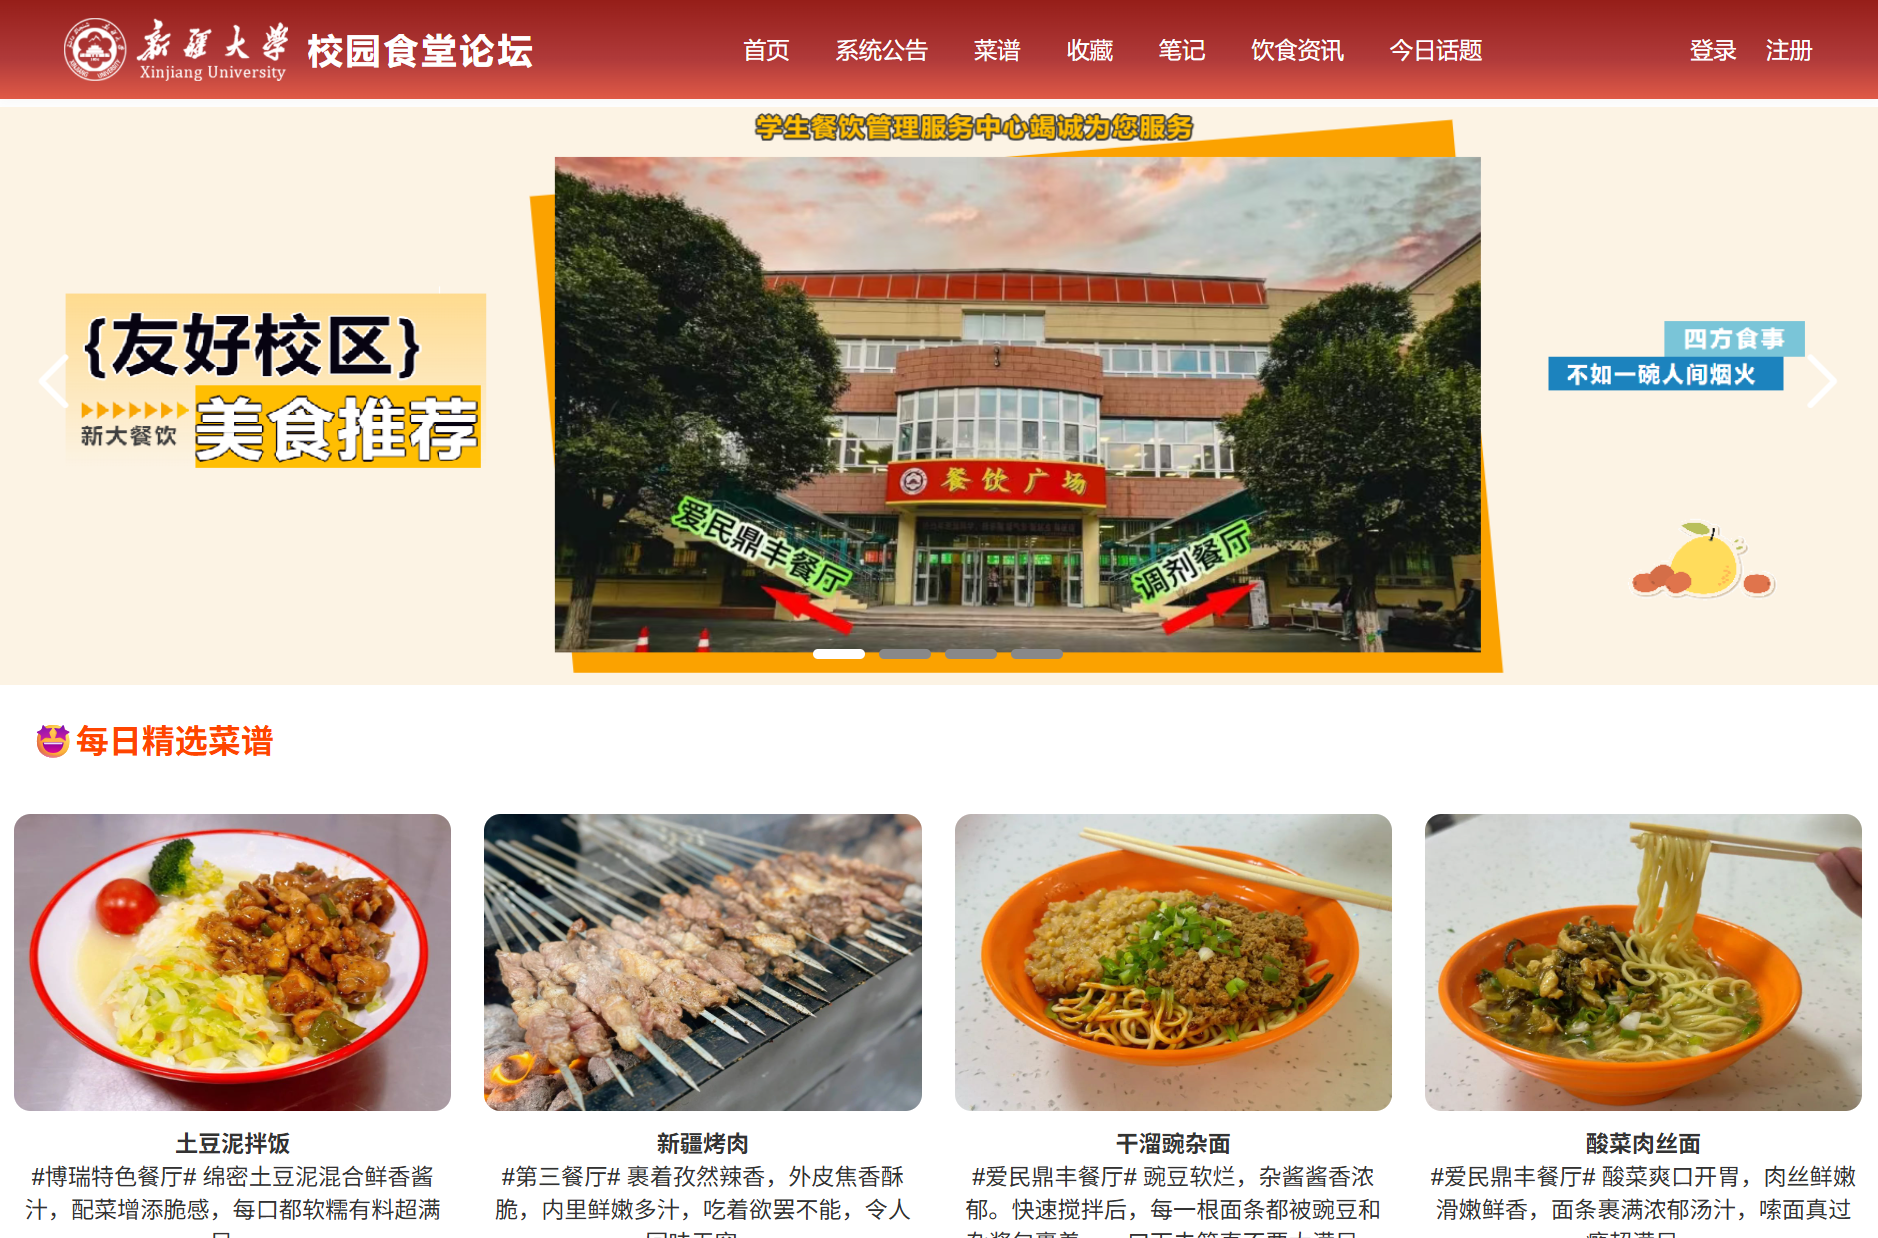 新疆大学
Xinjiang University
校园食堂论坛
首页 系统公告 菜谱 收藏 笔记 饮食资讯 今日话题
登录 注册
学生餐饮管理服务中心竭诚为您服务
{友好校区}
新大餐饮
美食推荐
餐饮广场
爱民鼎丰餐厅
调剂餐厅
四方食事
不如一碗人间烟火
每日精选菜谱
土豆泥拌饭
#博瑞特色餐厅# 绵密土豆泥混合鲜香酱
汁，配菜增添脆感，每口都软糯有料超满
新疆烤肉
#第三餐厅# 裹着孜然辣香，外皮焦香酥
脆，内里鲜嫩多汁，吃着欲罢不能，令人
干溜豌杂面
#爱民鼎丰餐厅# 豌豆软烂，杂酱酱香浓
郁。快速搅拌后，每一根面条都被豌豆和
酸菜肉丝面
#爱民鼎丰餐厅# 酸菜爽口开胃，肉丝鲜嫩
滑嫩鲜香，面条裹满浓郁汤汁，嗦面真过